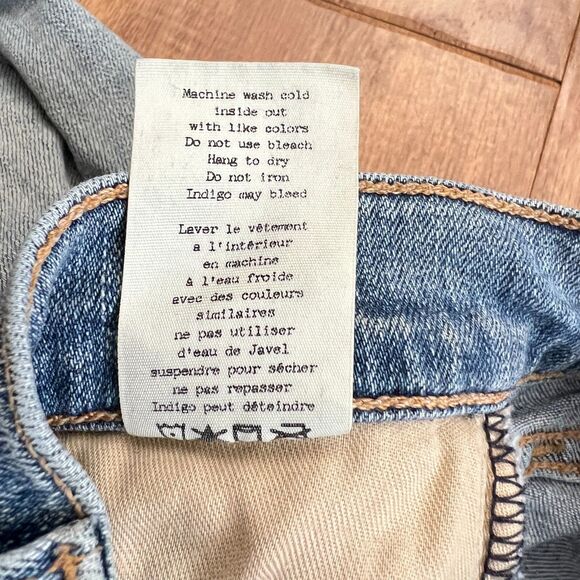 Machine wash cold
inside out
with like colors
Do not use bleach
Hang to dry
Do not iron
Indigo may bleed
Laver le vêtement
a l'intérieur
en machine
à l'eau froide
avec des couleurs
similaires
ne pas utiliser
d'eau de Javel
suspendre pour sécher
ne pas repasser
Indigo peut déteindre